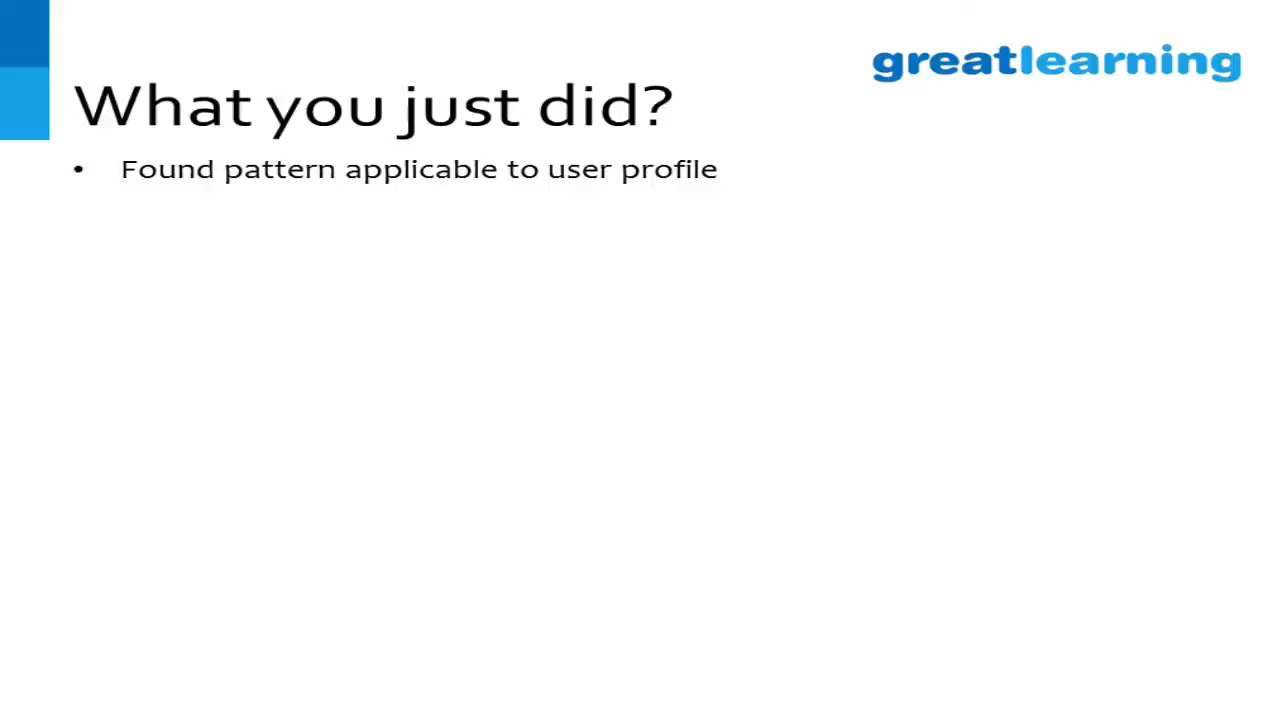 greatlearning
What you just did?
• Found pattern applicable to user profile